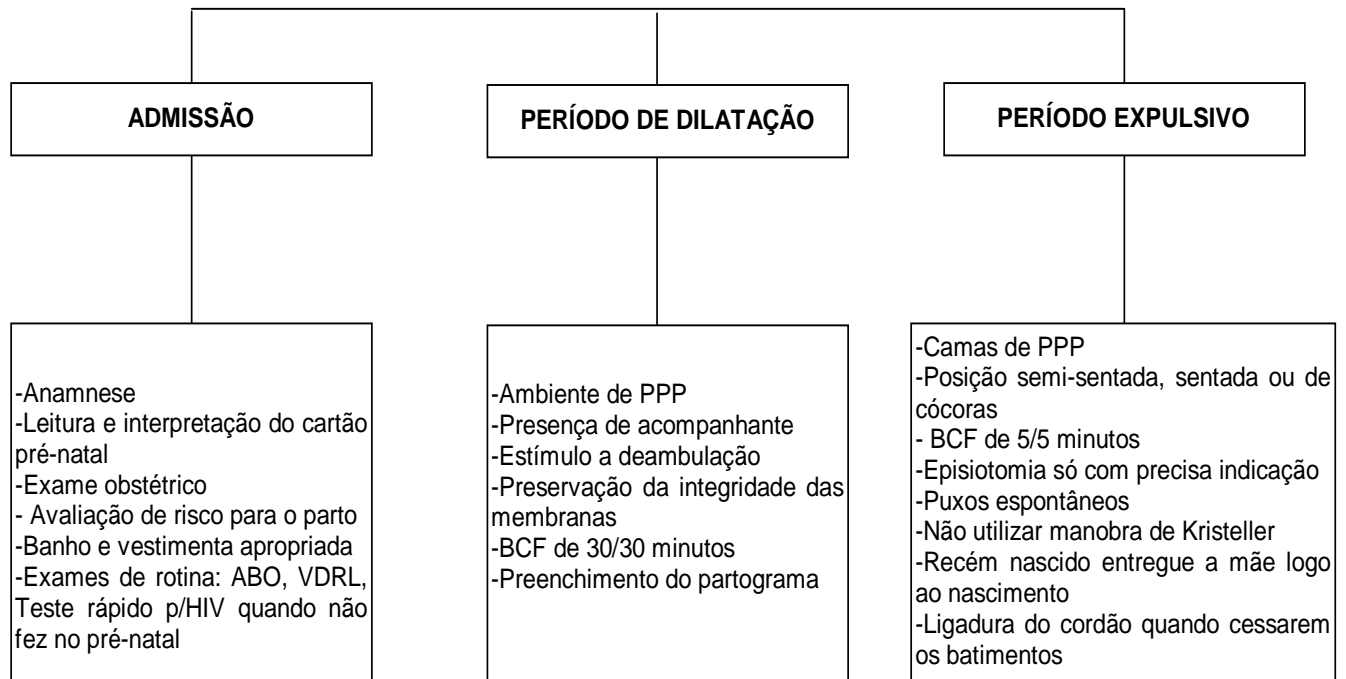 ADMISSÃO
-Anamnese
-Leitura e interpretação do cartão
pré-natal
-Exame obstétrico
- Avaliação de risco para o parto
-Banho e vestimenta apropriada
-Exames de rotina: ABO, VDRL,
Teste rápido p/HIV quando não
fez no pré-natal
PERÍODO DE DILATAÇÃO
-Ambiente de PPP
-Presença de acompanhante
-Estímulo a deambulação
-Preservação da integridade das
membranas
-BCF de 30/30 minutos
-Preenchimento do partograma
PERÍODO EXPULSIVO
-Camas de PPP
-Posição semi-sentada, sentada ou de
cócoras
- BCF de 5/5 minutos
-Episiotomia só com precisa indicação
-Puxos espontâneos
-Não utilizar manobra de Kristeller
-Recém nascido entregue a mãe logo
ao nascimento
-Ligadura do cordão quando cessarem
os batimentos